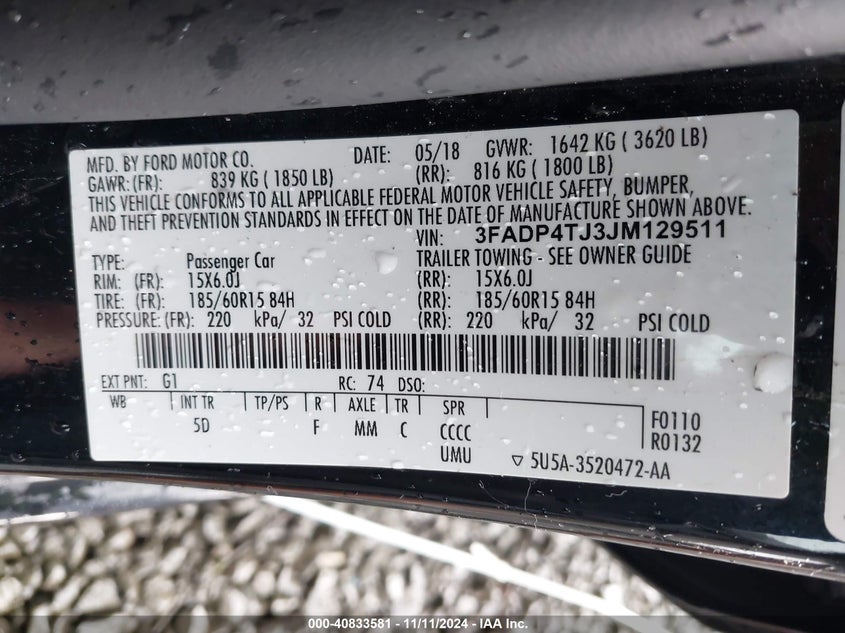 MFD. BY FORD MOTOR CO. DATE: 05/18 GVWR: 1642 KG ( 3620 LB)
GAWR: (FR): 839 KG ( 1850 LB) (RR): 816 KG ( 1800 LB)
THIS VEHICLE CONFORMS TO ALL APPLICABLE FEDERAL MOTOR VEHICLE SAFETY, BUMPER,
AND THEFT PREVENTION STANDARDS IN EFFECT ON THE DATE OF MANUFACTURE SHOWN ABOVE.
VIN: 3FADP4TJ3JM129511
TYPE: Passenger Car TRAILER TOWING - SEE OWNER GUIDE
RIM: (FR): 15X6.0J (RR): 15X6.0J
TIRE: (FR): 185/60R15 84H (RR): 185/60R15 84H
PRESSURE: (FR): 220 kPa/ 32 PSI COLD (RR): 220 kPa/ 32 PSI COLD
EXT PNT: G1 RC: 74 DSO:
WB INT TR TP/PS R AXLE TR SPR
5D F MM C CCCC
UMU
F0110
R0132
▽ 5U5A-3520472-AA
000-40833581 - 11/11/2024 - IAA Inc.